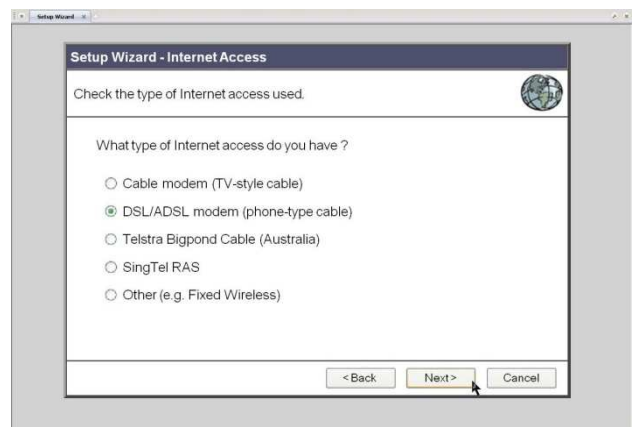 Setup Wizard
Setup Wizard - Internet Access
Check the type of Internet access used.
What type of Internet access do you have ?
Cable modem (TV-style cable)
DSL/ADSL modem (phone-type cable)
Telstra Bigpond Cable (Australia)
SingTel RAS
Other (e.g. Fixed Wireless)
< Back Next > Cancel